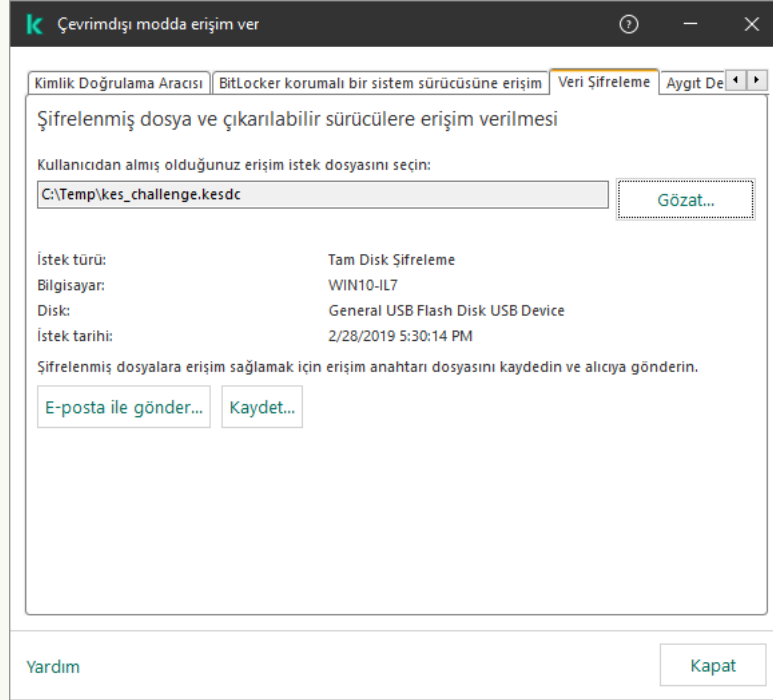 Çevrimdışı modda erişim ver
Kimlik Doğrulama Aracısı
BitLocker korumalı bir sistem sürücüsüne erişim
Veri Şifreleme
Aygıt De
Şifrelenmiş dosya ve çıkarılabilir sürücülere erişim verilmesi
Kullanıcıdan almış olduğunuz erişim istek dosyasını seçin:
C:\Temp\kes_challenge.kesdc
Gözat...
İstek türü: Tam Disk Şifreleme
Bilgisayar: WIN10-IL7
Disk: General USB Flash Disk USB Device
İstek tarihi: 2/28/2019 5:30:14 PM
Şifrelenmiş dosyalara erişim sağlamak için erişim anahtarı dosyasını kaydedin ve alıcıya gönderin.
E-posta ile gönder...
Kaydet...
Yardım
Kapat